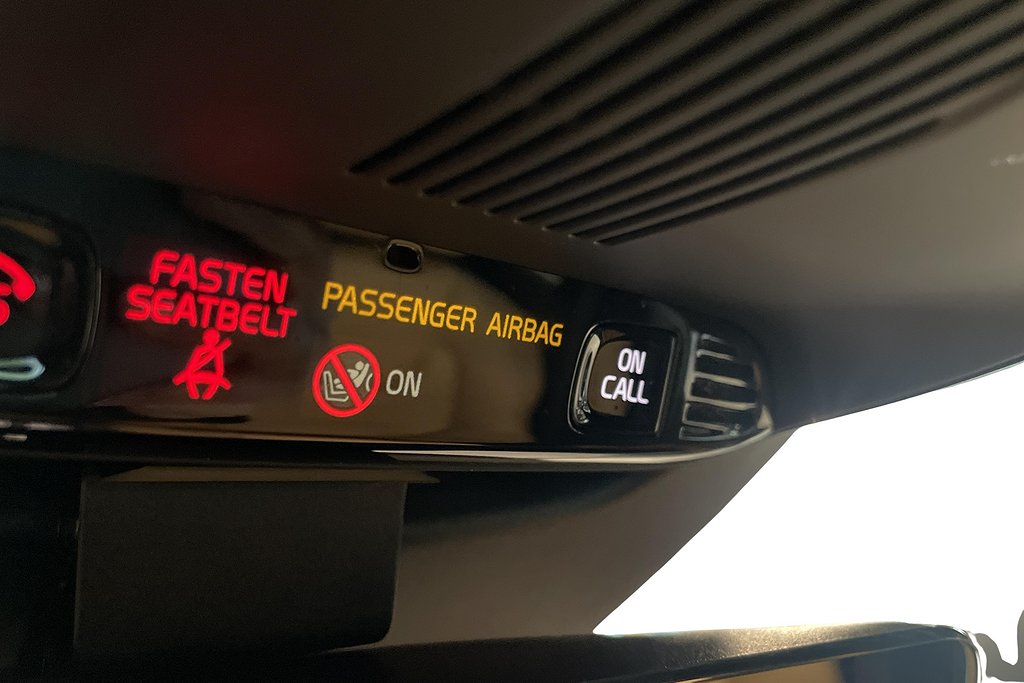 FASTEN
SEATBELT
PASSENGER AIRBAG
ON
ON
CALL